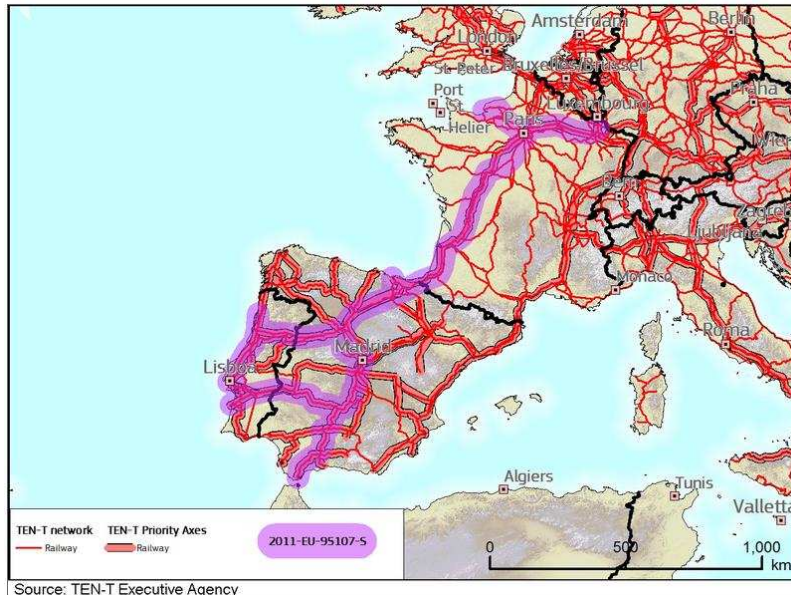 Amsterdam
Berlin
London
Bruxelles/Brussel
St. Peter
Port
St.
Helier
Luxembourg
Praha
Paris
Wien
Bern
Zagreb
Ljubljana
Monaco
Roma
Madrid
Lisboa
Algiers
Tunis
Valletta
TEN-T network
TEN-T Priority Axes
2011-EU-95107-S
Railway
Railway
0
500
1,000
km
Source: TEN-T Executive Agency